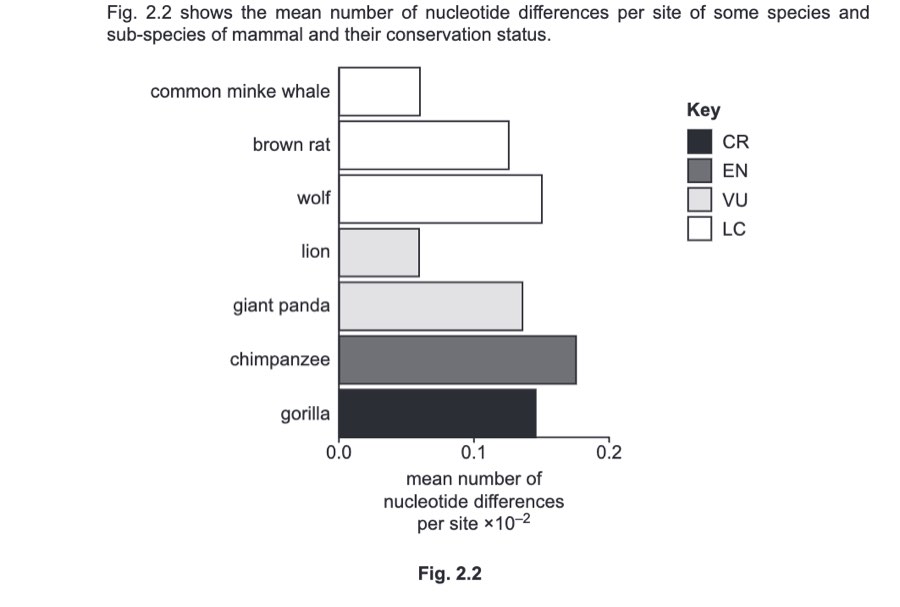 Fig. 2.2 shows the mean number of nucleotide differences per site of some species and
sub-species of mammal and their conservation status.
common minke whale
brown rat
wolf
lion
giant panda
chimpanzee
gorilla
0.0
0.1
0.2
mean number of
nucleotide differences
per site ×10⁻²
Key
CR
EN
VU
LC
Fig. 2.2